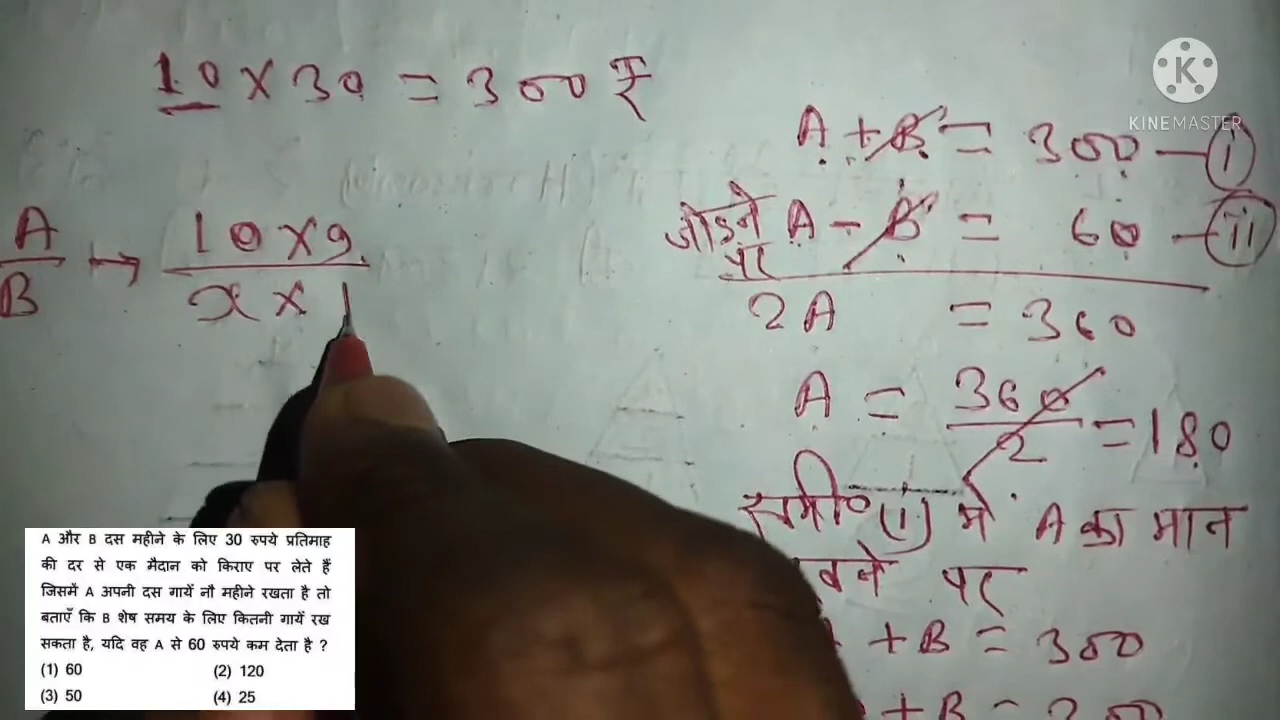 10 × 30 = 300 ₹
KINEMASTER
A + B = 300 — (i)
जोडने पर A - B = 60 — (ii)
2A = 360
A = 360/2 = 180
समी० (i) में A का मान
पर
+ B = 300
+ B = 300
A/B → 10 × 9 / x × 1
A और B दस महीने के लिए 30 रुपये प्रतिमाह
की दर से एक मैदान को किराए पर लेते हैं
जिसमें A अपनी दस गायें नौ महीने रखता है तो
बताएँ कि B शेष समय के लिए कितनी गायें रख
सकता है, यदि वह A से 60 रुपये कम देता है ?
(1) 60 (2) 120
(3) 50 (4) 25